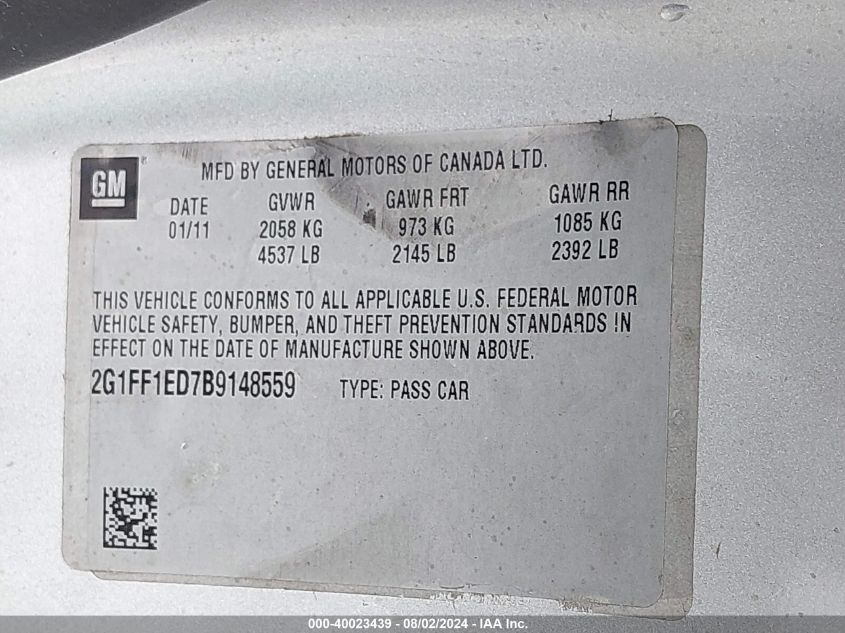 GM
MFD BY GENERAL MOTORS OF CANADA LTD.
DATE GVWR GAWR FRT GAWR RR
01/11 2058 KG 973 KG 1085 KG
4537 LB 2145 LB 2392 LB
THIS VEHICLE CONFORMS TO ALL APPLICABLE U.S. FEDERAL MOTOR
VEHICLE SAFETY, BUMPER, AND THEFT PREVENTION STANDARDS IN
EFFECT ON THE DATE OF MANUFACTURE SHOWN ABOVE.
2G1FF1ED7B9148559 TYPE: PASS CAR
000-40023439 - 08/02/2024 - IAA Inc.